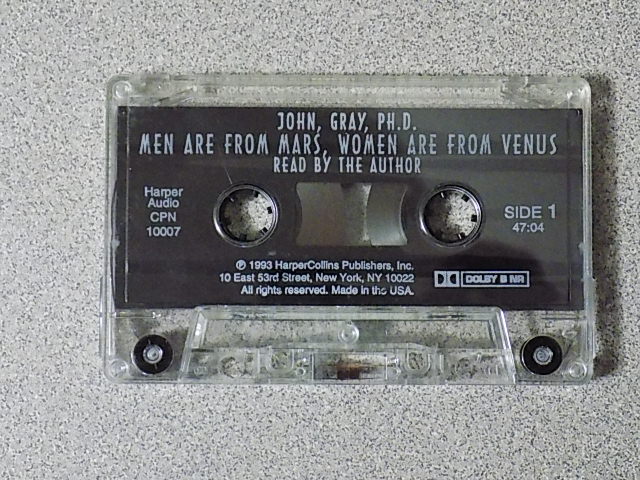 JOHN, GRAY, PH.D.
MEN ARE FROM MARS, WOMEN ARE FROM VENUS
READ BY THE AUTHOR
Harper
Audio
CPN
10007
SIDE 1
47:04
℗ 1993 HarperCollins Publishers, Inc.
10 East 53rd Street, New York, NY 10022
All rights reserved. Made in the USA.
DOLBY B NR